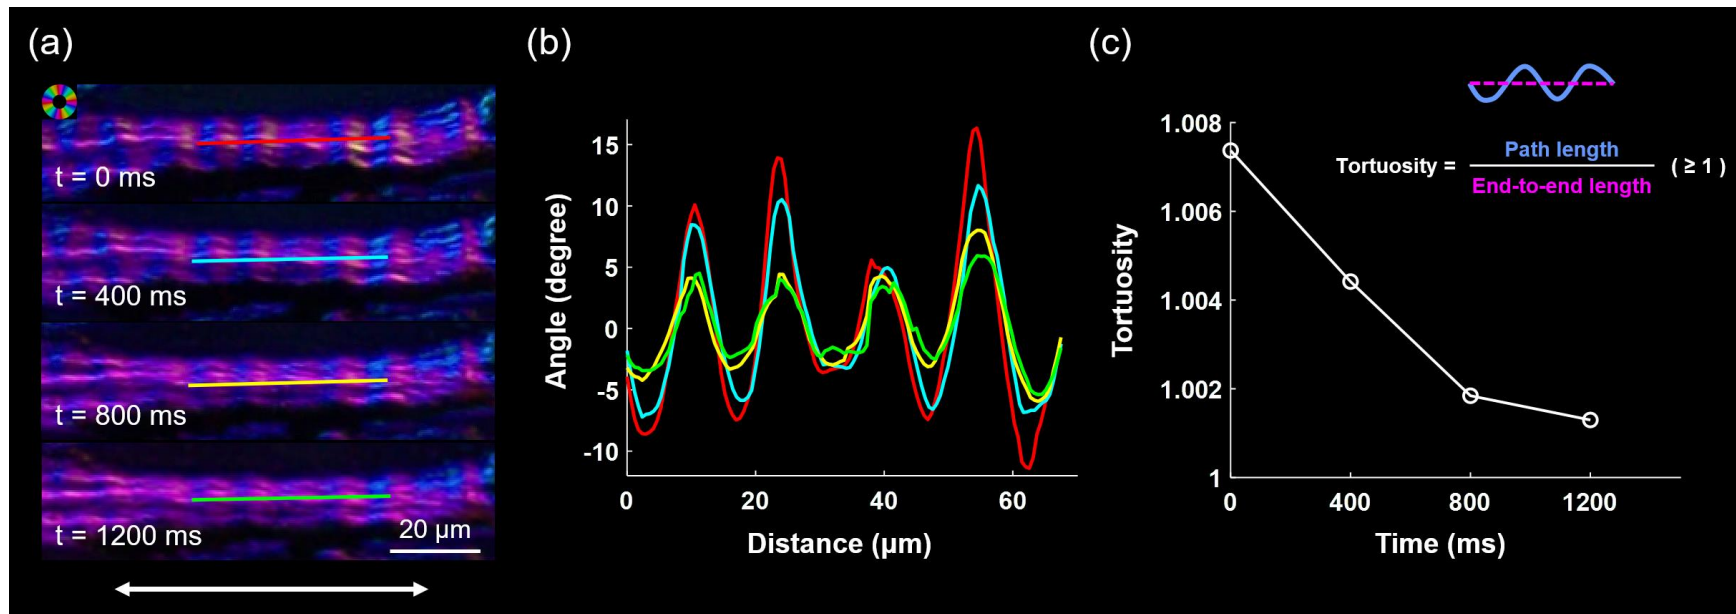 (a)
t = 0 ms
t = 400 ms
t = 800 ms
t = 1200 ms
20 µm
(b)
Angle (degree)
15
10
5
0
-5
-10
0
20
40
60
Distance (µm)
(c)
Tortuosity
1.008
1.006
1.004
1.002
1
0
400
800
1200
Time (ms)
Path length
Tortuosity = ( ≥ 1 )
End-to-end length